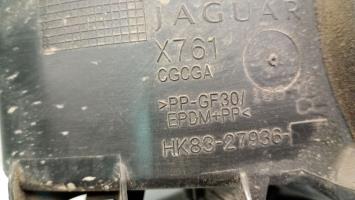 JAGUAR
X761
CGCGA
>PP-GF30/
EPDM+PP<
HK83-27936-